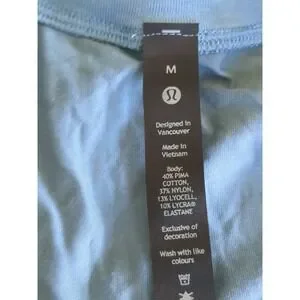 M
Designed in
Vancouver
Made in
Vietnam
Body:
40% PIMA
COTTON,
37% NYLON,
13% LYOCELL,
10% LYCRA®
ELASTANE
Exclusive of
decoration
Wash with like
colours